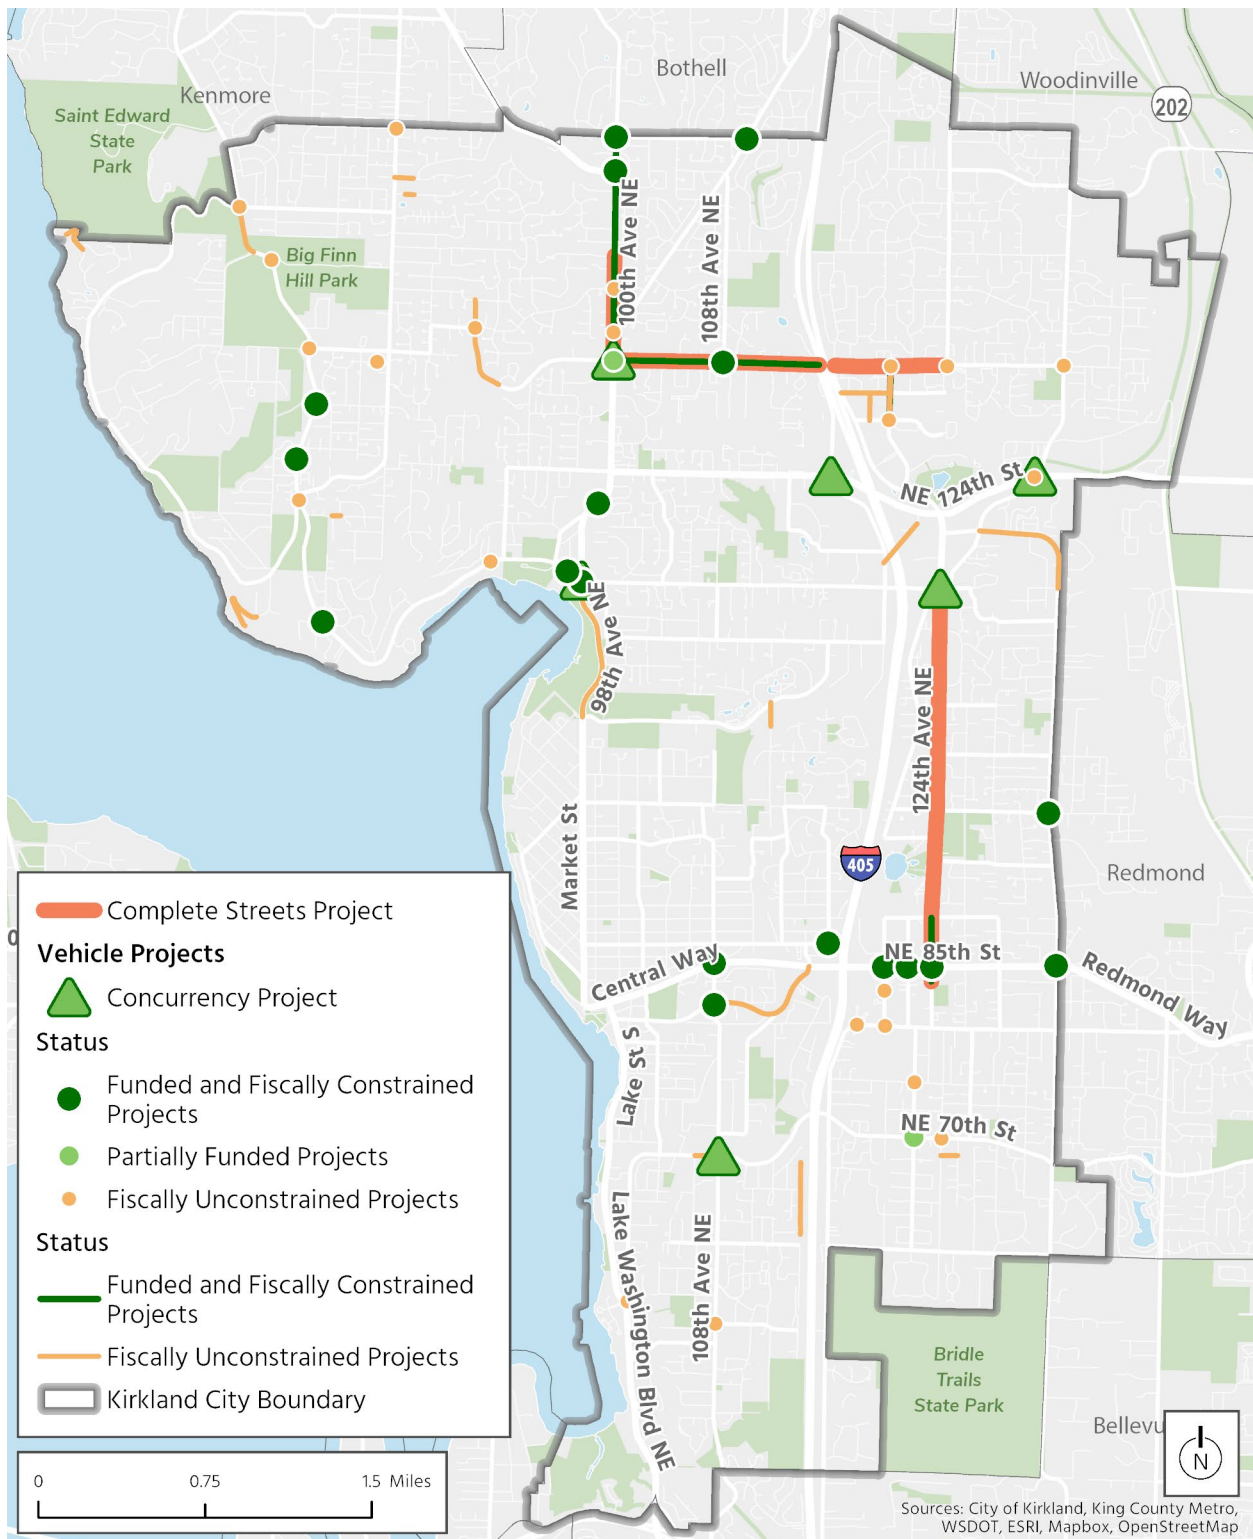 Bothell
Woodinville
202
Kenmore
Saint Edward
State
Park
100th Ave NE
108th Ave NE
Big Finn
Hill Park
NE 124th St
98th Ave NE
124th Ave NE
Market St
405
Redmond
NE 85th St
Central Way
Redmond Way
Lake St S
NE 70th St
Lake Washington Blvd NE
108th Ave NE
Bridle
Trails
State Park
Bellevu
0
Complete Streets Project
Vehicle Projects
Concurrency Project
Status
Funded and Fiscally Constrained
Projects
Partially Funded Projects
Fiscally Unconstrained Projects
Status
Funded and Fiscally Constrained
Projects
Fiscally Unconstrained Projects
Kirkland City Boundary
0 0.75 1.5 Miles
N
Sources: City of Kirkland, King County Metro,
WSDOT, ESRI, Mapbox, OpenStreetMap